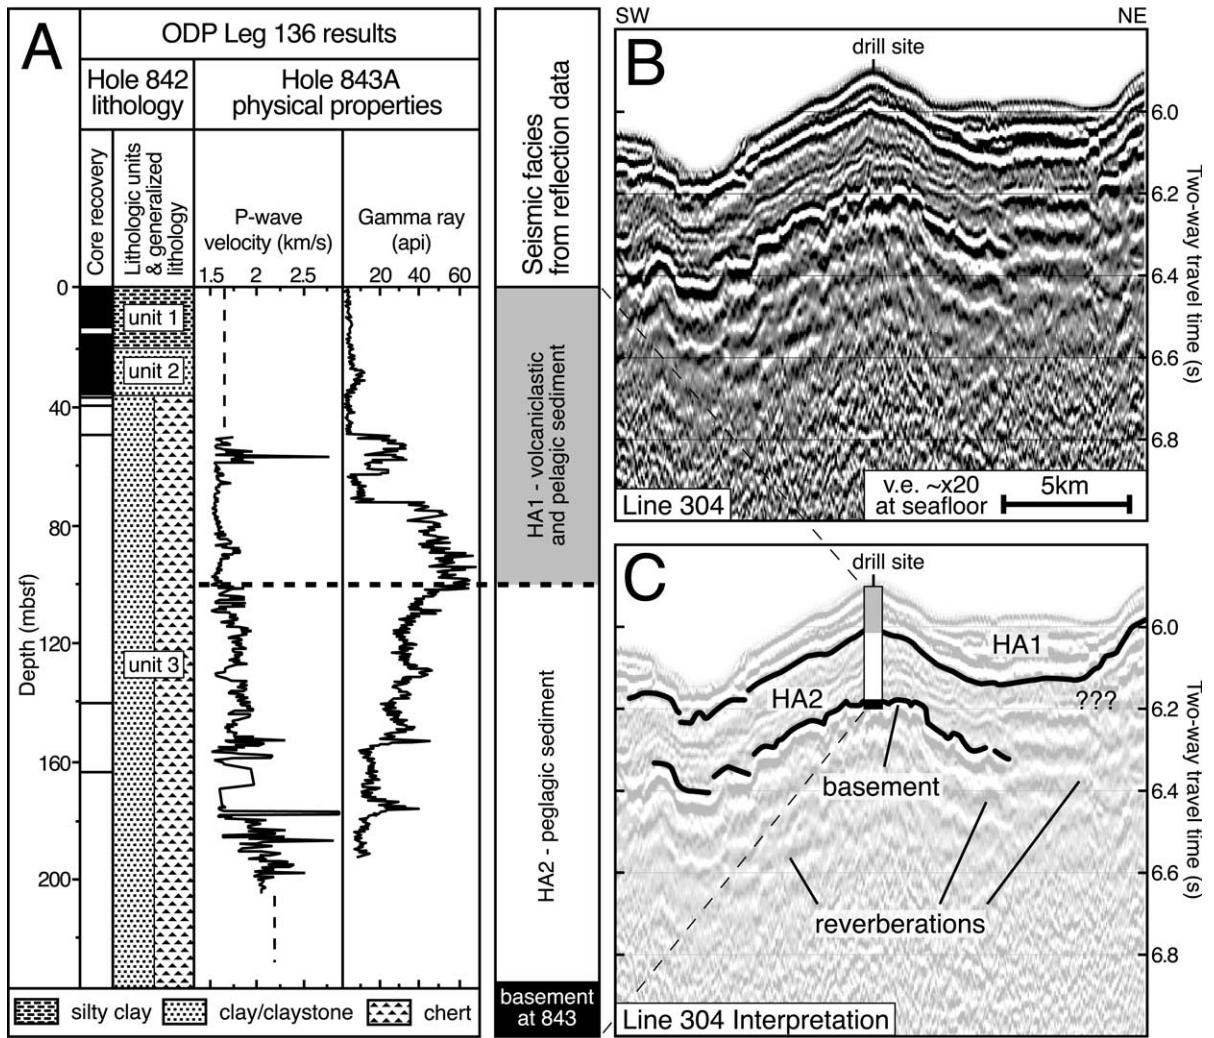 A
ODP Leg 136 results
Hole 842
lithology
Hole 843A
physical properties
Core recovery
Lithologic units
& generalized
lithology
P-wave
velocity (km/s)
1.5 2 2.5
Gamma ray
(api)
20 40 60
Seismic facies
from reflection data
Depth (mbsf)
0
40
80
120
160
200
unit 1
unit 2
unit 3
HA1 - volcaniclastic
and pelagic sediment
HA2 - peglagic sediment
basement
at 843
silty clay
clay/claystone
chert
SW
NE
B
drill site
6.0
6.2
6.4
6.6
6.8
Two-way travel time (s)
Line 304
v.e. ~x20
at seafloor
5km
C
drill site
HA1
HA2
???
basement
reverberations
6.0
6.2
6.4
6.6
6.8
Two-way travel time (s)
Line 304 Interpretation